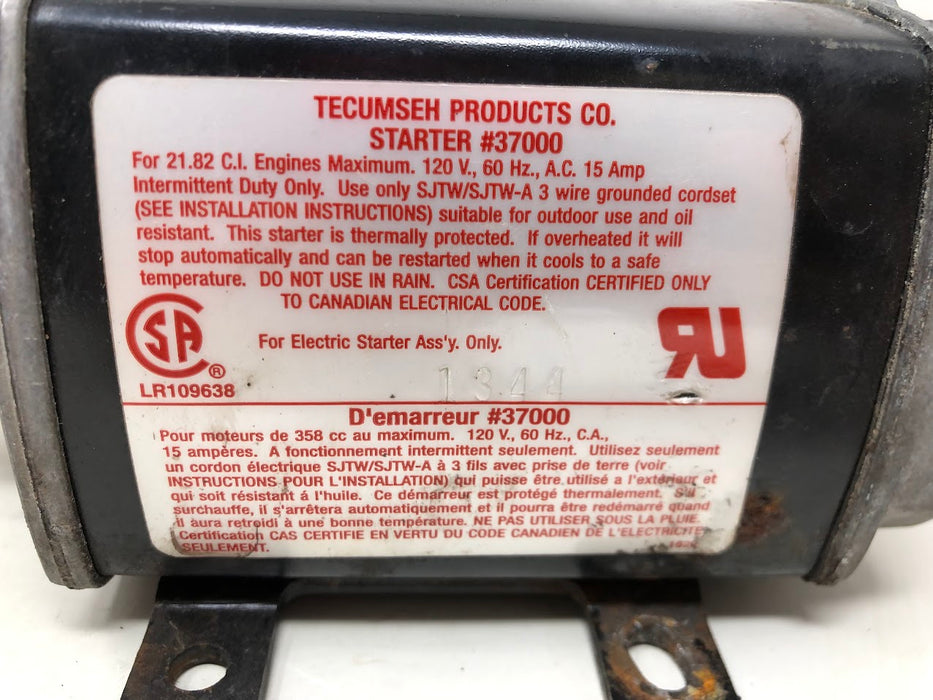 TECUMSEH PRODUCTS CO.
STARTER #37000
For 21.82 C.I. Engines Maximum. 120 V., 60 Hz., A.C. 15 Amp
Intermittent Duty Only. Use only SJTW/SJTW-A 3 wire grounded cordset
(SEE INSTALLATION INSTRUCTIONS) suitable for outdoor use and oil
resistant. This starter is thermally protected. If overheated it will
stop automatically and can be restarted when it cools to a safe
temperature. DO NOT USE IN RAIN. CSA Certification CERTIFIED ONLY
TO CANADIAN ELECTRICAL CODE.
SA ®
For Electric Starter Ass'y. Only.
RU
LR109638
1344
D'emarreur #37000
Pour moteurs de 358 cc au maximum. 120 V., 60 Hz., C.A.,
15 ampères. A fonctionnement intermittent seulement. Utilisez seulement
un cordon électrique SJTW/SJTW-A à 3 fils avec prise de terre (voir
INSTRUCTIONS POUR L'INSTALLATION) qui puisse être utilisé a l'extérieur et
qui soit résistant á l'huile. Ce démarreur est protégé thermalement. S'il
surchauffe, il s'arrêtera automatiquement et il pourra être redémarré quand
il aura retroidi à une bonne température. NE PAS UTILISER SOUS LA PLUIE.
Certification CAS CERTIFIE EN VERTU DU CODE CANADIEN DE L'ELECTRICITE
SEULEMENT.